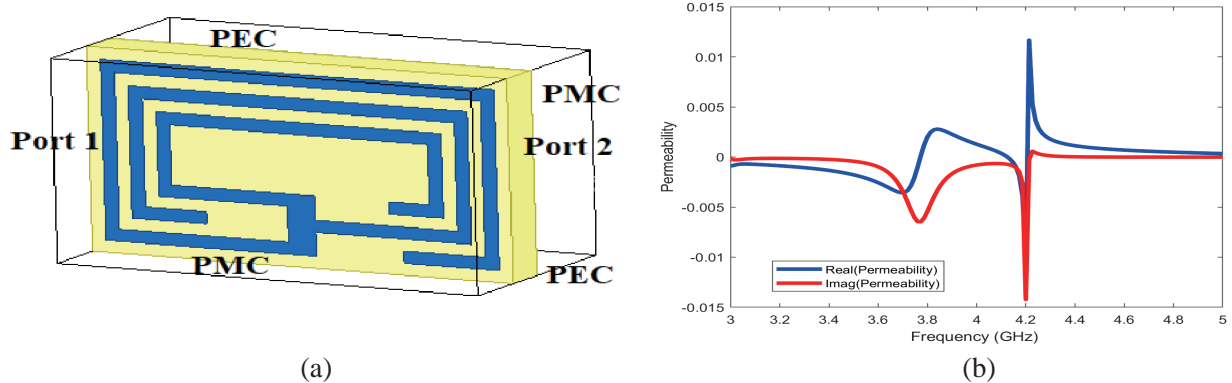 PEC
PMC
Port 1
Port 2
PMC
PEC
(a)
0.015
0.01
0.005
0
-0.005
-0.01
-0.015
Permeability
Real(Permeability)
Imag(Permeability)
3 3.2 3.4 3.6 3.8 4 4.2 4.4 4.6 4.8 5
Frequency (GHz)
(b)